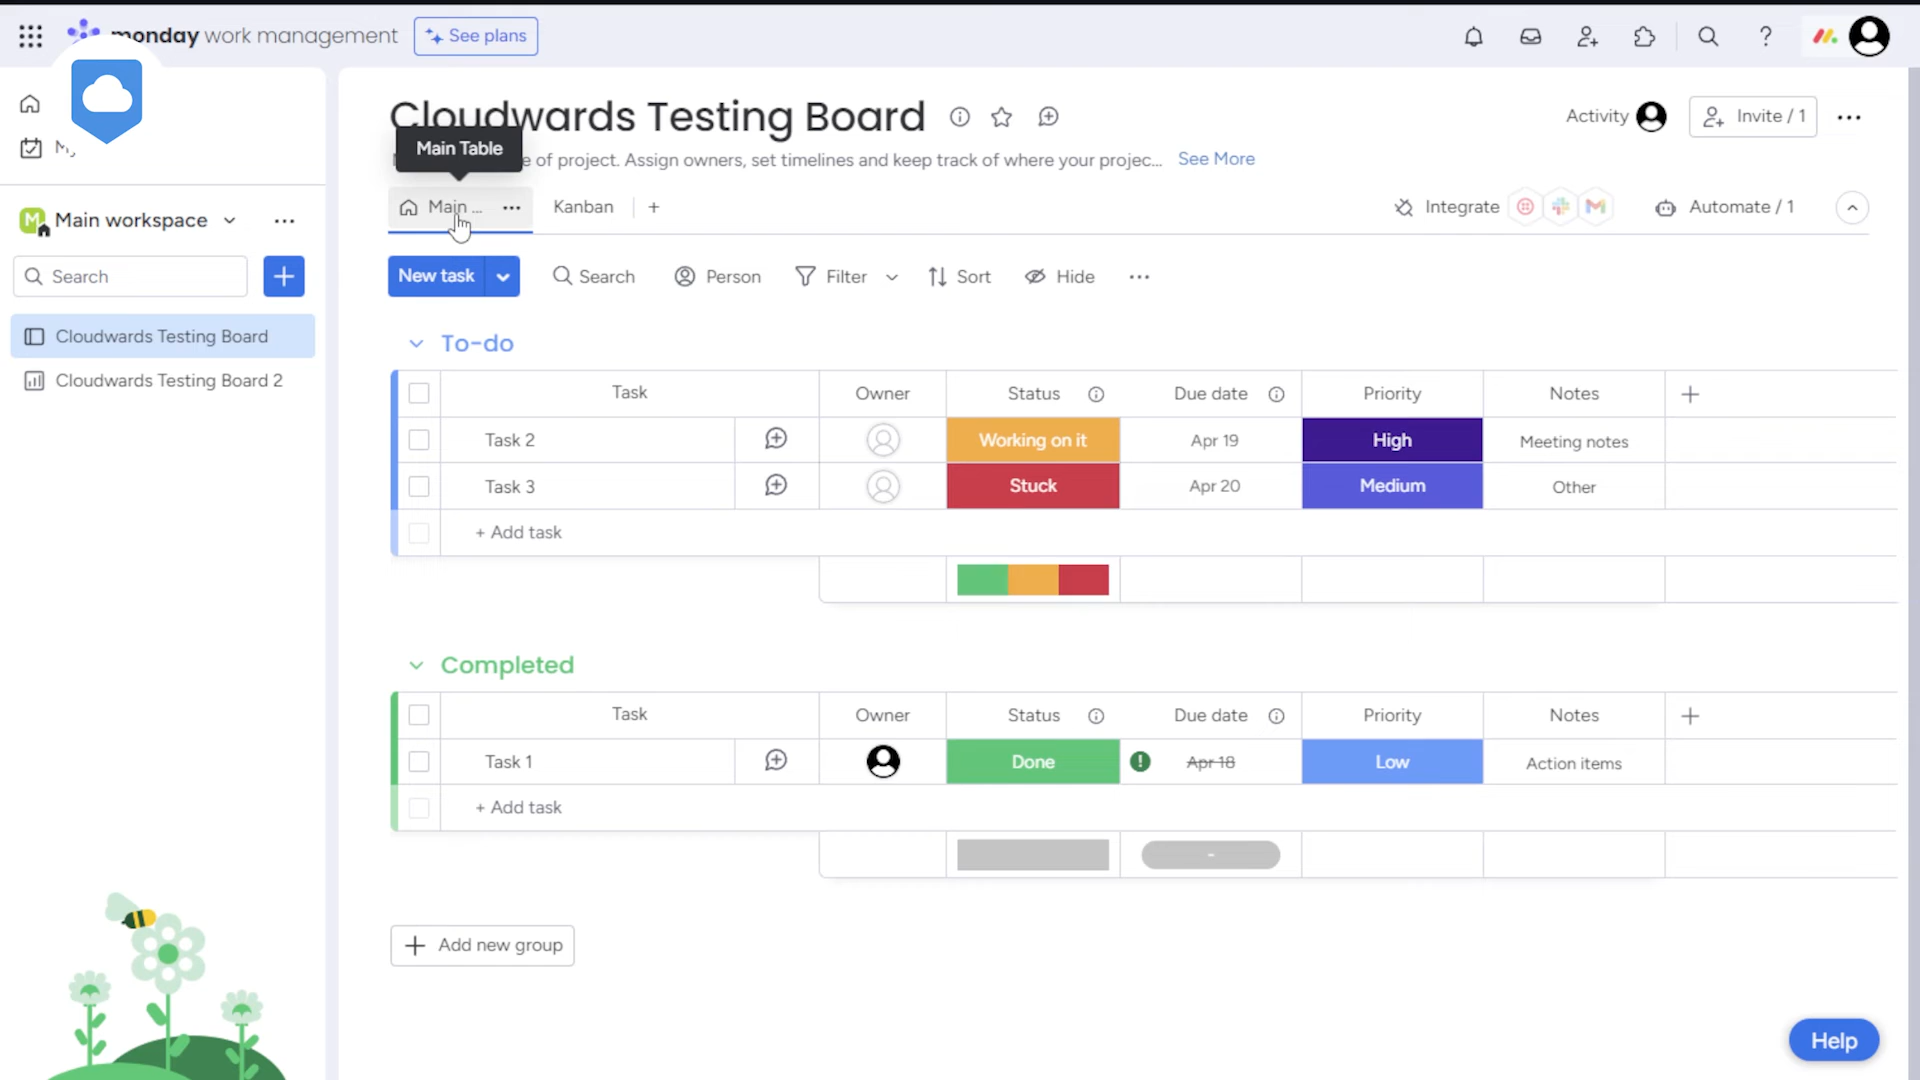 monday work management
See plans
Cloudwards Testing Board
Activity
Invite / 1
Main Table
e of project. Assign owners, set timelines and keep track of where your projec... See More
My
Main workspace
Main ...
Kanban
Integrate
Automate / 1
Search
New task
Search
Person
Filter
Sort
Hide
Cloudwards Testing Board
Cloudwards Testing Board 2
To-do
Task Owner Status Due date Priority Notes
Task 2 Working on it Apr 19 High Meeting notes
Task 3 Stuck Apr 20 Medium Other
+ Add task
Completed
Task Owner Status Due date Priority Notes
Task 1 Done Apr 18 Low Action items
+ Add task
-
+ Add new group
Help